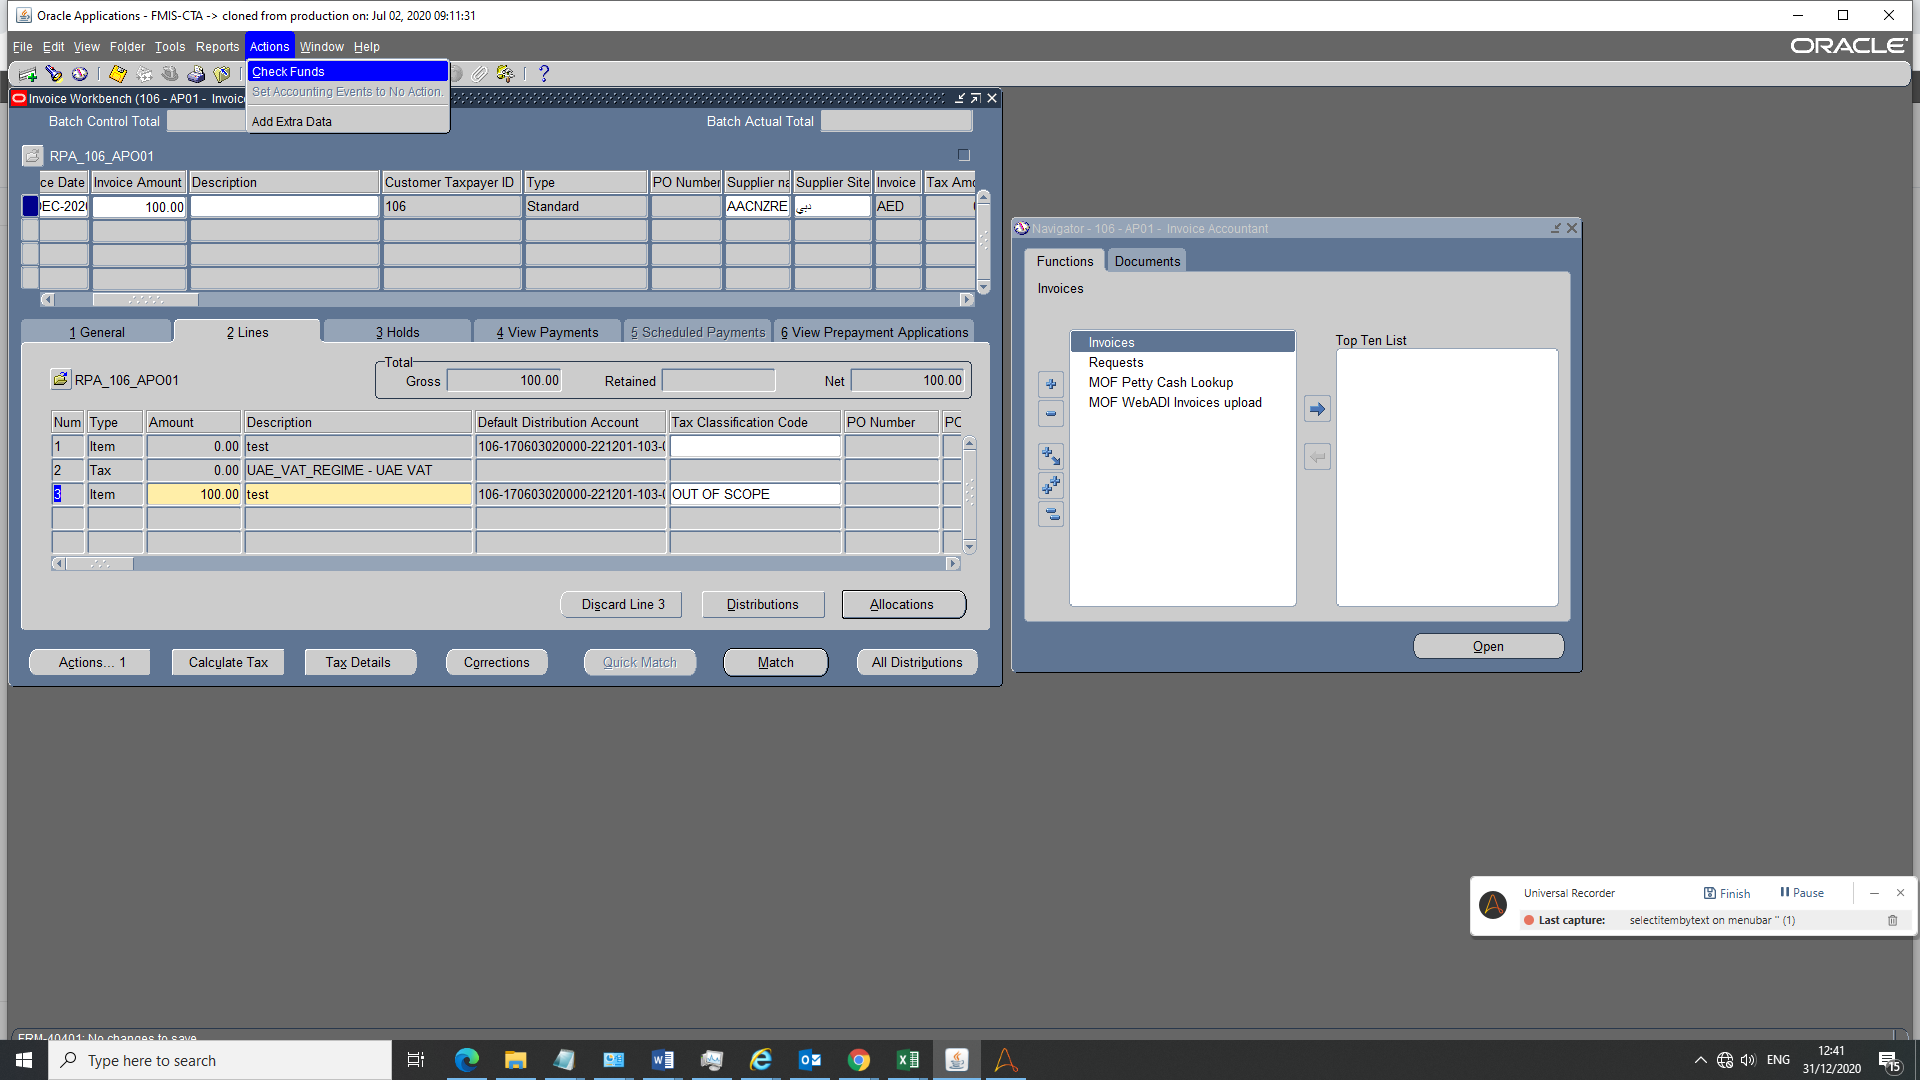 Oracle Applications - FMIS-CTA -> cloned from production on: Jul 02, 2020 09:11:31
File Edit View Folder Tools Reports Actions Window Help
ORACLE
Check Funds
Set Accounting Events to No Action.
Add Extra Data
Invoice Workbench (106 - AP01 - Invoic
Batch Control Total
Batch Actual Total
RPA_106_APO01
ce Date Invoice Amount Description Customer Taxpayer ID Type PO Number Supplier na Supplier Site Invoice Tax Amo
EC-202 100.00 106 Standard AACNZRE دبي AED
1 General 2 Lines 3 Holds 4 View Payments 5 Scheduled Payments 6 View Prepayment Applications
RPA_106_APO01
Total
Gross 100.00 Retained Net 100.00
Num Type Amount Description Default Distribution Account Tax Classification Code PO Number PO
1 Item 0.00 test 106-170603020000-221201-103-0
2 Tax 0.00 UAE_VAT_REGIME - UAE VAT
3 Item 100.00 test 106-170603020000-221201-103-0 OUT OF SCOPE
Discard Line 3 Distributions Allocations
Actions... 1 Calculate Tax Tax Details Corrections Quick Match Match All Distributions
Navigator - 106 - AP01 - Invoice Accountant
Functions Documents
Invoices
Top Ten List
Invoices
Requests
MOF Petty Cash Lookup
MOF WebADI Invoices upload
Open
Universal Recorder Finish Pause
Last capture: selectitembytext on menubar '' (1)
FRM-40401: No changes to save
Type here to search
ENG
12:41
31/12/2020
15